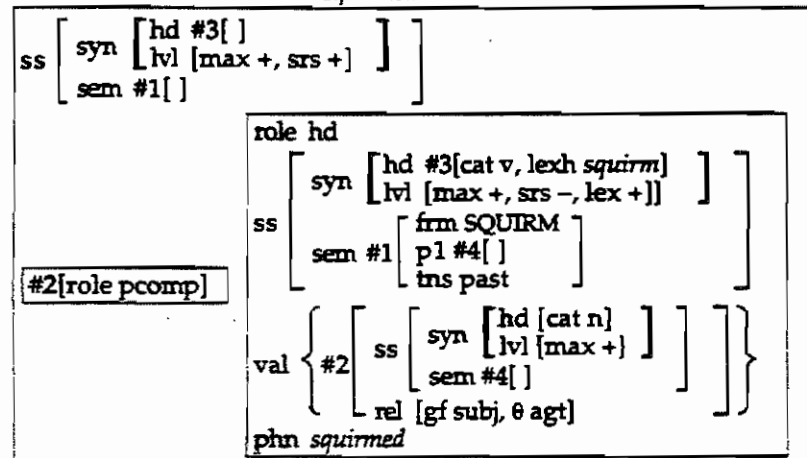 ss [ syn [ hd #3[ ]
lvl [max +, srs +] ]
sem #1[ ] ]
role hd
ss [ syn [ hd #3[cat v, lexh squirm]
lvl [max +, srs –, lex +]] ]
sem #1 [ frm SQUIRM
p1 #4[ ]
tns past ] ]
#2[role pcomp]
val { #2 [ ss [ syn [ hd [cat n]
lvl [max +} ]
sem #4[ ] ]
rel [gf subj, θ agt] ] }
phn squirmed